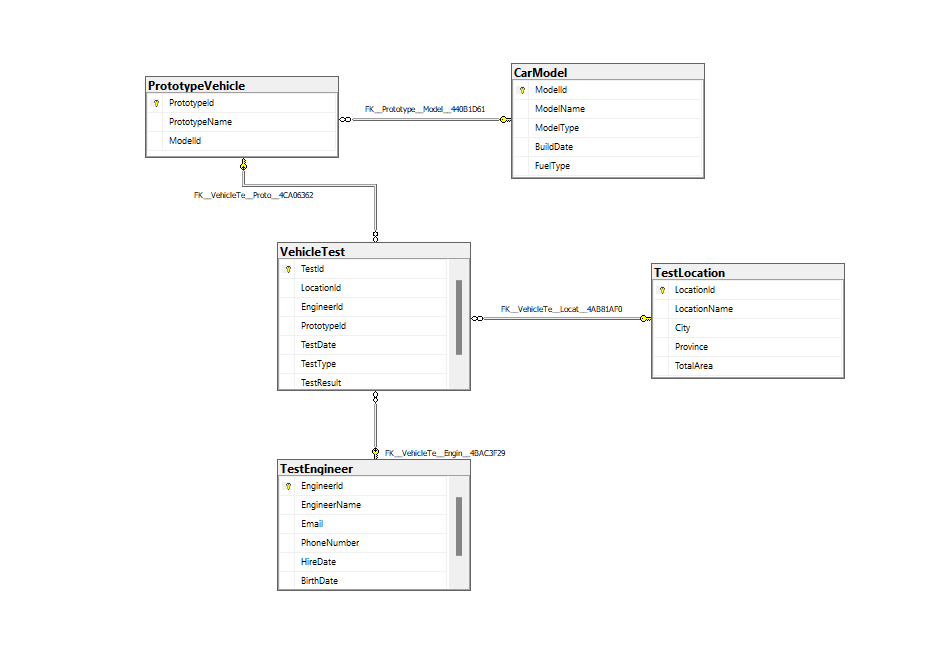 PrototypeVehicle
PrototypeId
PrototypeName
ModelId
FK__Prototype__Model__440B1D61
CarModel
ModelId
ModelName
ModelType
BuildDate
FuelType
FK__VehicleTe__Proto__4CA06362
VehicleTest
TestId
LocationId
EngineerId
PrototypeId
TestDate
TestType
TestResult
FK__VehicleTe__Locat__4AB81AF0
TestLocation
LocationId
LocationName
City
Province
TotalArea
FK__VehicleTe__Engin__4BAC3F29
TestEngineer
EngineerId
EngineerName
Email
PhoneNumber
HireDate
BirthDate